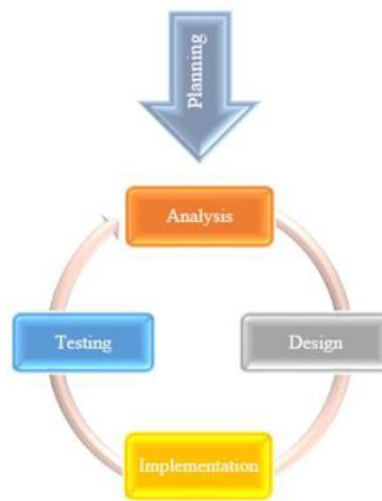 Planning
Analysis
Design
Implementation
Testing